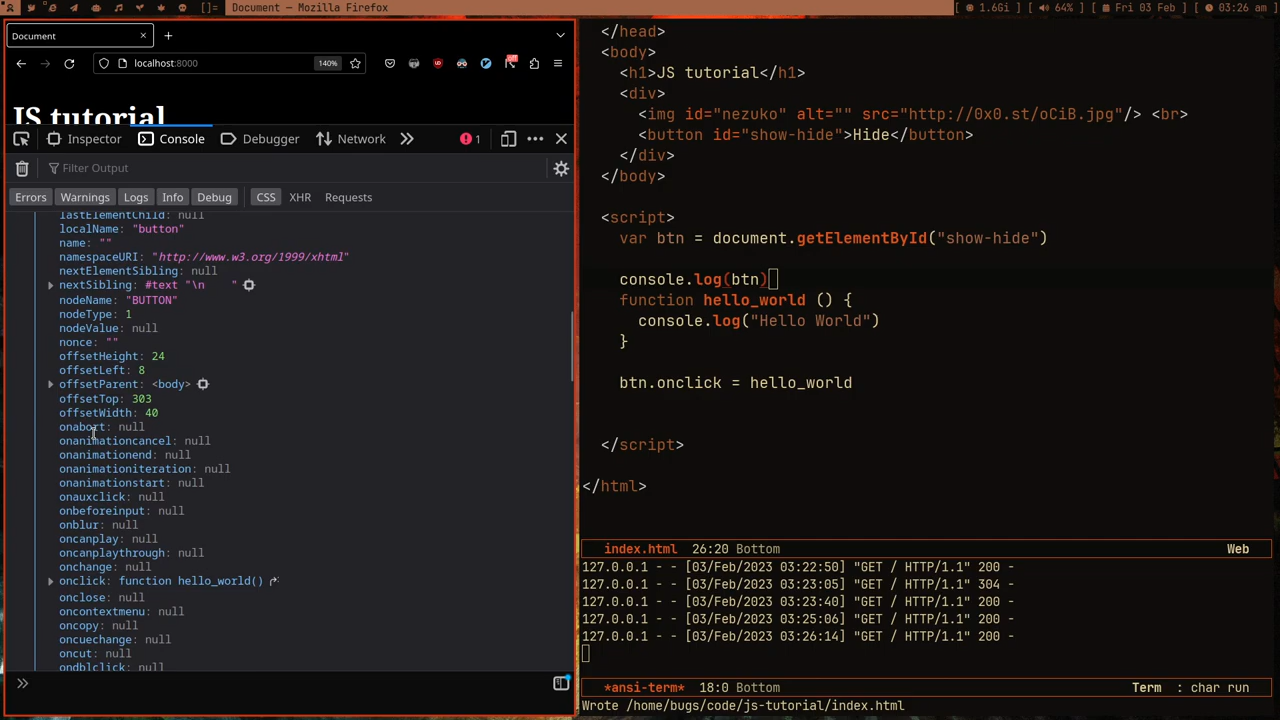 []= Document — Mozilla Firefox [ 1.6Gi / 64% / Fri 03 Feb / 03:26 am ]
Document
localhost:8000
140%
off
JS tutorial
Inspector Console Debugger Network 1
Filter Output
Errors Warnings Logs Info Debug CSS XHR Requests
lastElementChild: null
localName: "button"
name: ""
namespaceURI: "http://www.w3.org/1999/xhtml"
nextElementSibling: null
nextSibling: #text "\n    "
nodeName: "BUTTON"
nodeType: 1
nodeValue: null
nonce: ""
offsetHeight: 24
offsetLeft: 8
offsetParent: <body>
offsetTop: 303
offsetWidth: 40
onabort: null
onanimationcancel: null
onanimationend: null
onanimationiteration: null
onanimationstart: null
onauxclick: null
onbeforeinput: null
onblur: null
oncanplay: null
oncanplaythrough: null
onchange: null
onclick: function hello_world()
onclose: null
oncontextmenu: null
oncopy: null
oncuechange: null
oncut: null
ondblclick: null
>>
</head>
<body>
<h1>JS tutorial</h1>
<div>
<img id="nezuko" alt="" src="http://0x0.st/oCiB.jpg"/> <br>
<button id="show-hide">Hide</button>
</div>
</body>
<script>
var btn = document.getElementById("show-hide")
console.log(btn)
function hello_world () {
console.log("Hello World")
}
btn.onclick = hello_world
</script>
</html>
index.html 26:20 Bottom Web
127.0.0.1 - - [03/Feb/2023 03:22:50] "GET / HTTP/1.1" 200 -
127.0.0.1 - - [03/Feb/2023 03:23:05] "GET / HTTP/1.1" 304 -
127.0.0.1 - - [03/Feb/2023 03:23:40] "GET / HTTP/1.1" 200 -
127.0.0.1 - - [03/Feb/2023 03:25:06] "GET / HTTP/1.1" 200 -
127.0.0.1 - - [03/Feb/2023 03:26:14] "GET / HTTP/1.1" 200 -
*ansi-term* 18:0 Bottom Term : char run
Wrote /home/bugs/code/js-tutorial/index.html